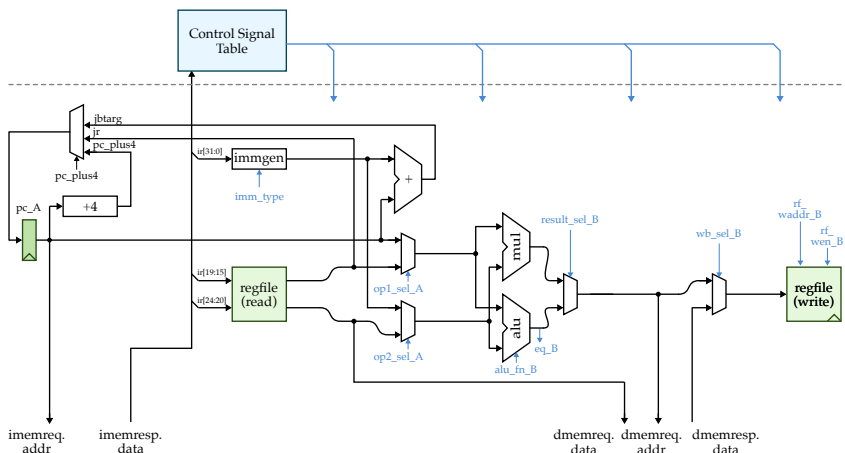 Control Signal
Table
jbtarg
jr
pc_plus4
pc_plus4
ir[31:0]
immgen
imm_type
+
pc_A
+4
ir[19:15]
ir[24:20]
regfile
(read)
op1_sel_A
op2_sel_A
mul
alu
alu_fn_B
eq_B
result_sel_B
wb_sel_B
rf_
waddr_B
rf_
wen_B
regfile
(write)
imemreq.
addr
imemresp.
data
dmemreq.
data
dmemreq.
addr
dmemresp.
data